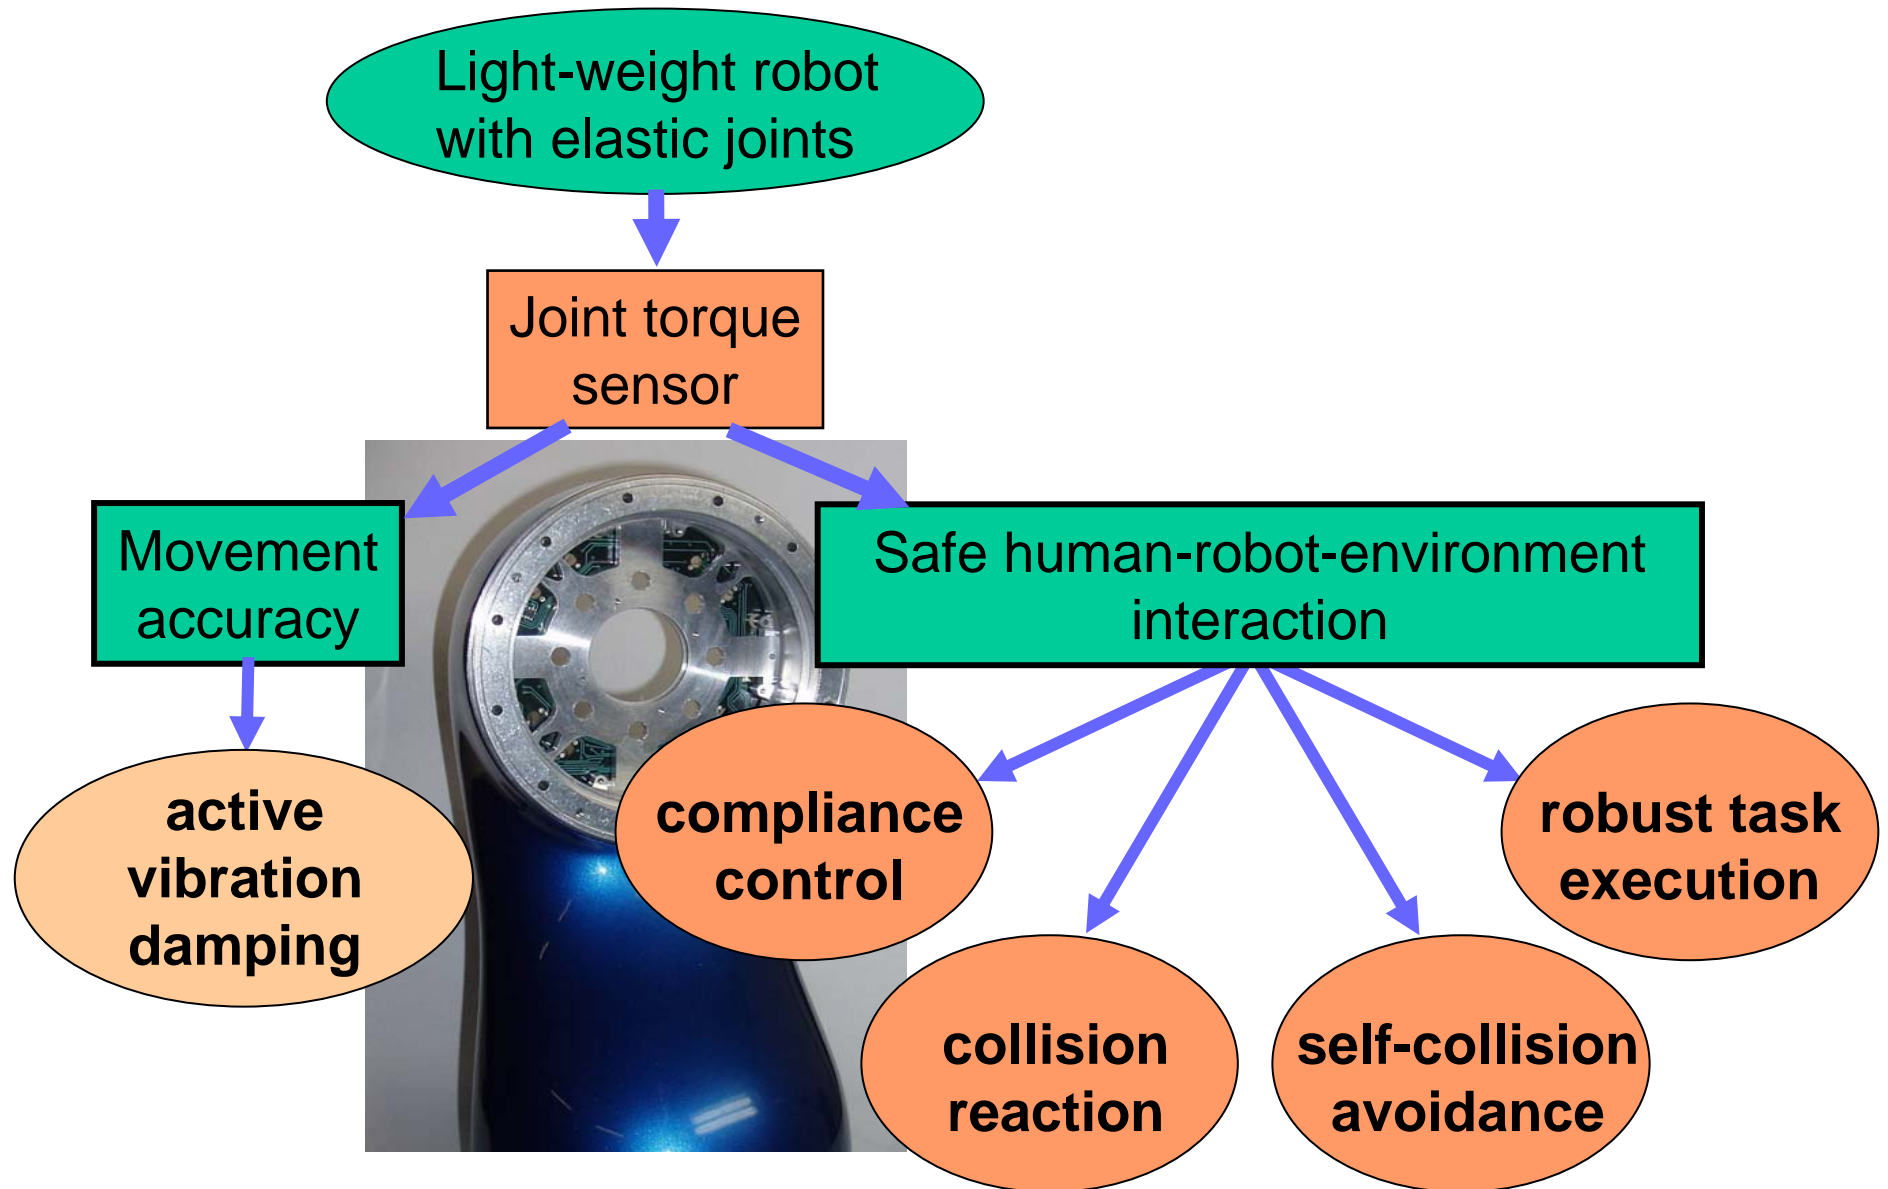 Light-weight robot
with elastic joints
Joint torque
sensor
Movement
accuracy
Safe human-robot-environment
interaction
active
vibration
damping
compliance
control
robust task
execution
collision
reaction
self-collision
avoidance